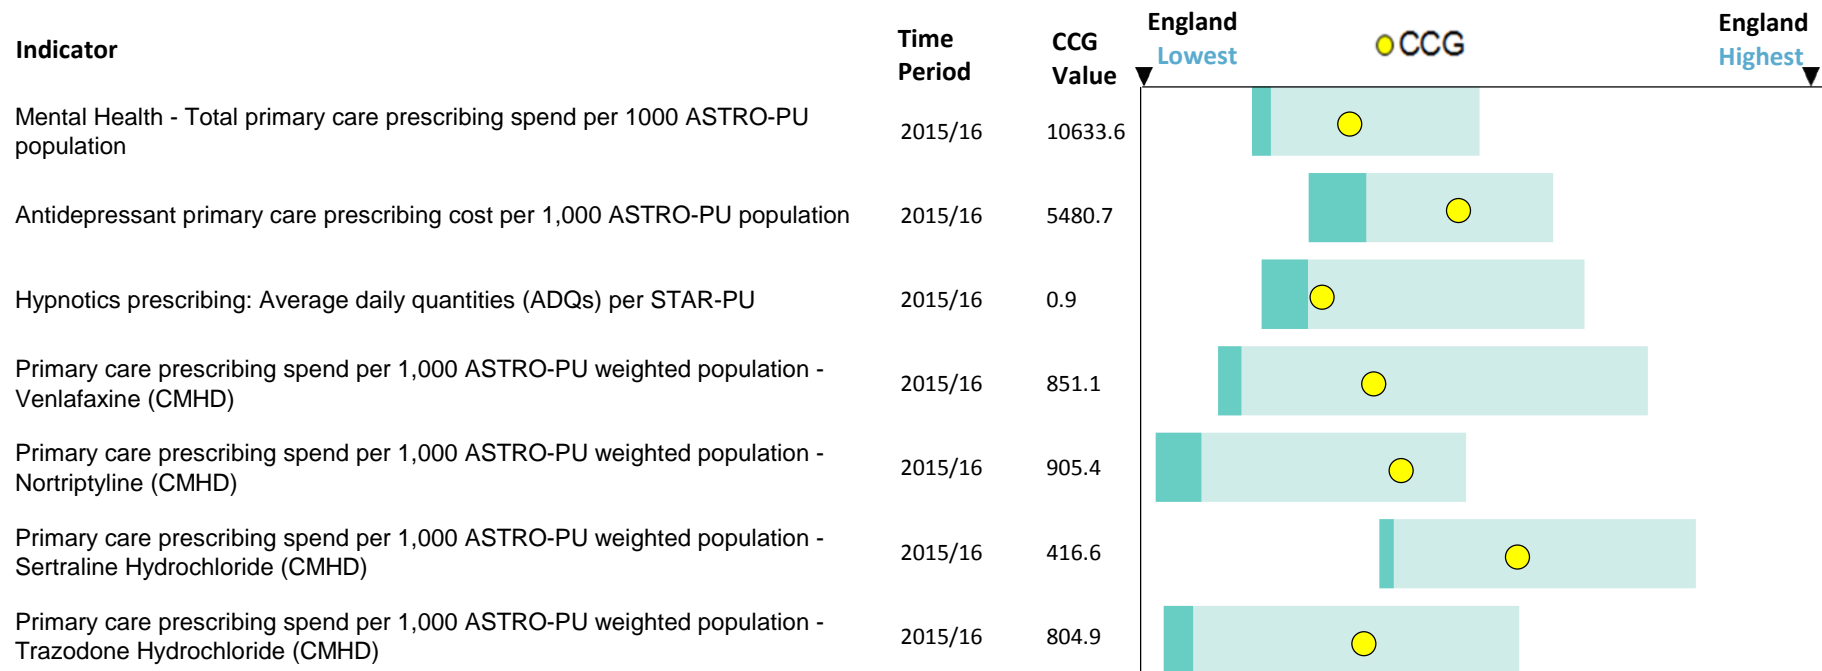 Indicator
Time
Period
CCG
Value
England
Lowest
CCG
England
Highest
Mental Health - Total primary care prescribing spend per 1000 ASTRO-PU
population
2015/16
10633.6
Antidepressant primary care prescribing cost per 1,000 ASTRO-PU population
2015/16
5480.7
Hypnotics prescribing: Average daily quantities (ADQs) per STAR-PU
2015/16
0.9
Primary care prescribing spend per 1,000 ASTRO-PU weighted population -
Venlafaxine (CMHD)
2015/16
851.1
Primary care prescribing spend per 1,000 ASTRO-PU weighted population -
Nortriptyline (CMHD)
2015/16
905.4
Primary care prescribing spend per 1,000 ASTRO-PU weighted population -
Sertraline Hydrochloride (CMHD)
2015/16
416.6
Primary care prescribing spend per 1,000 ASTRO-PU weighted population -
Trazodone Hydrochloride (CMHD)
2015/16
804.9